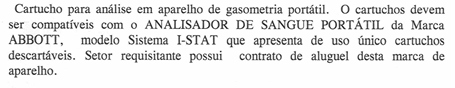 Cartucho para análise em aparelho de gasometria portátil. O cartuchos devem
ser compatíveis com o ANALISADOR DE SANGUE PORTÁTIL da Marca
ABBOTT, modelo Sistema I-STAT que apresenta de uso único cartuchos
descartáveis. Setor requisitante possui contrato de aluguel desta marca de
aparelho.